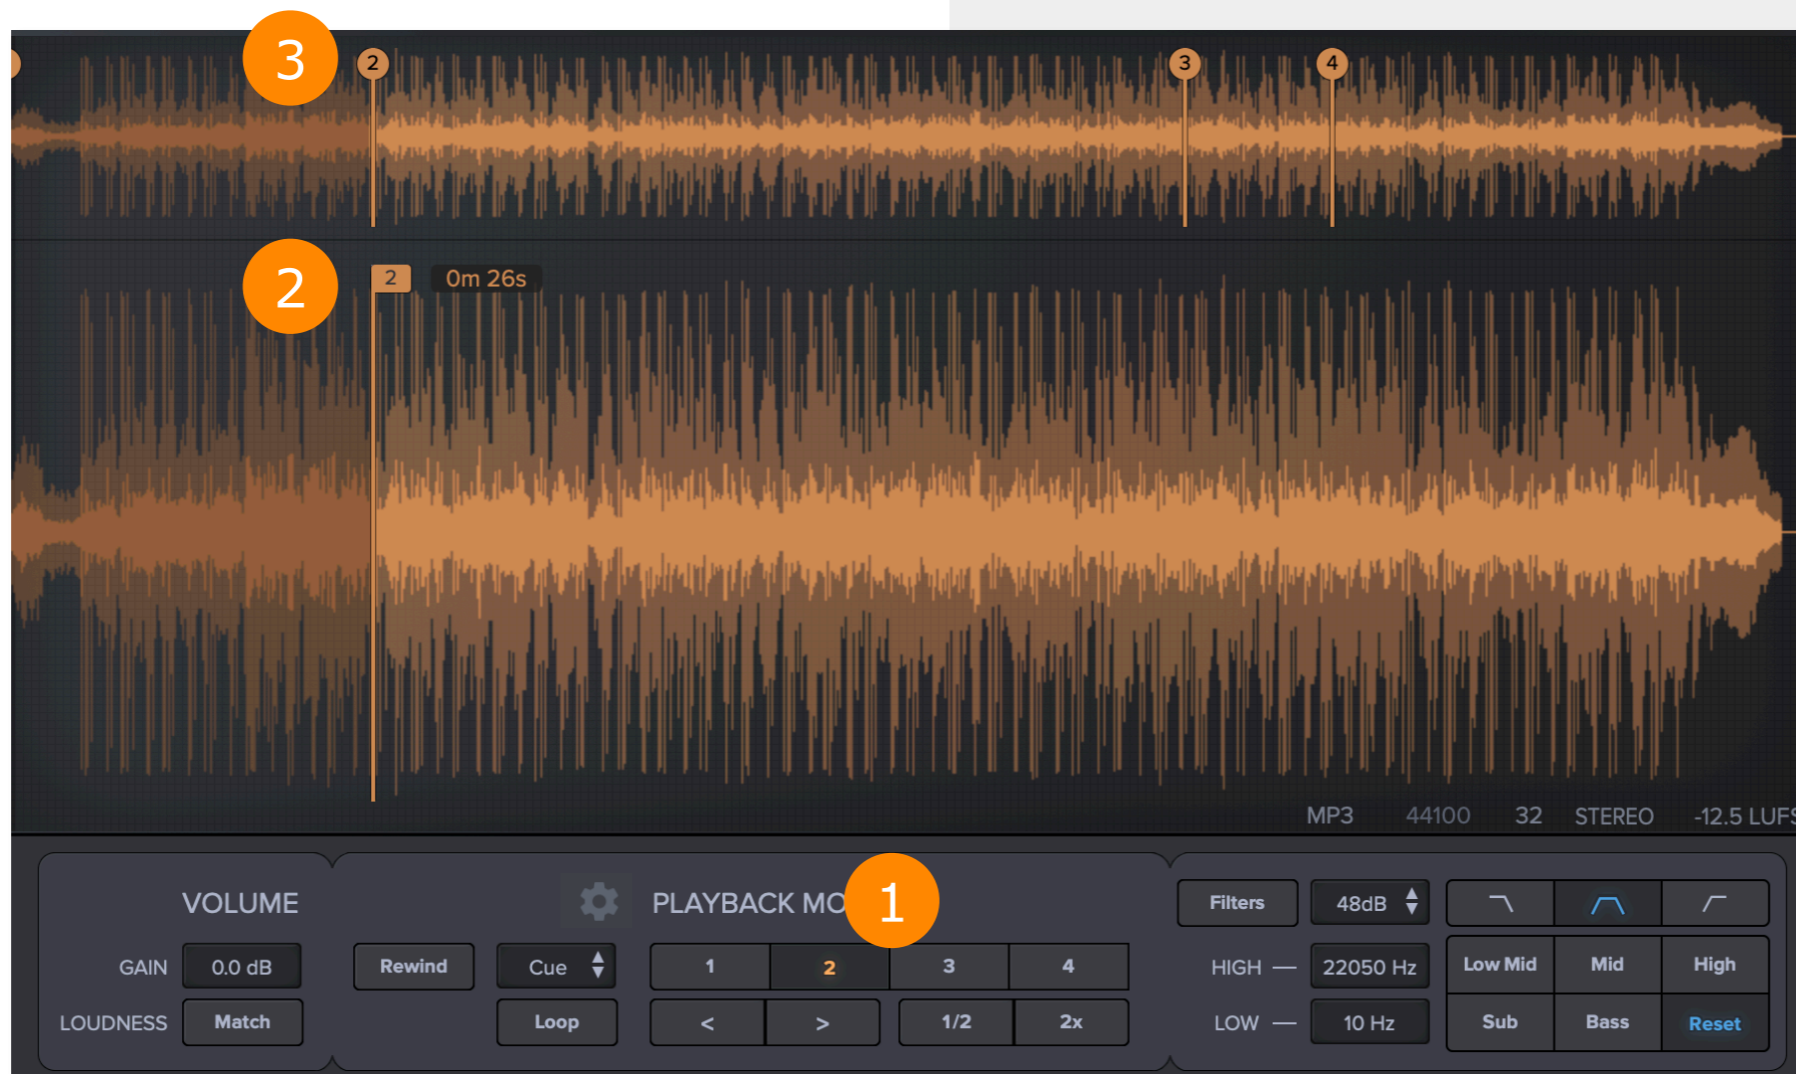 3 2 3 4
2 2 0m 26s
MP3 44100 32 STEREO -12.5 LUFS
VOLUME PLAYBACK MO 1 Filters 48dB
GAIN 0.0 dB Rewind Cue 1 2 3 4 HIGH 22050 Hz Low Mid Mid High
LOUDNESS Match Loop < > 1/2 2x LOW 10 Hz Sub Bass Reset